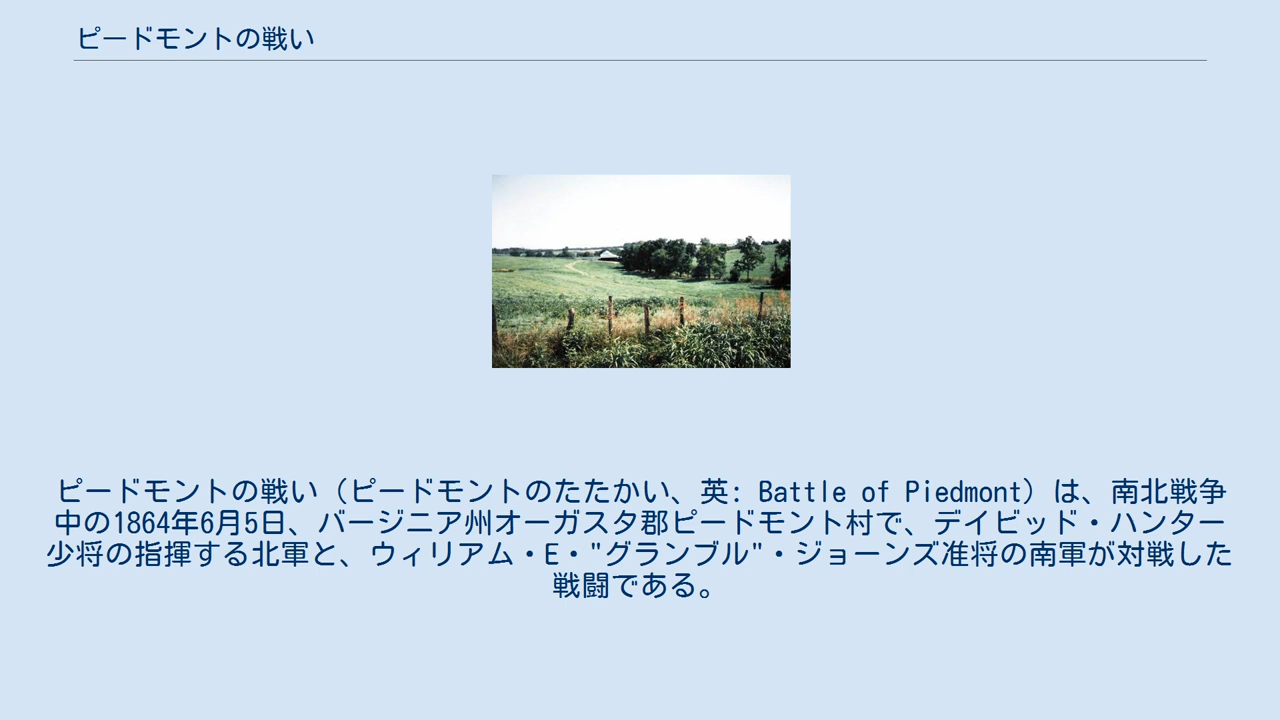 ピードモントの戦い
ピードモントの戦い（ピードモントのたたかい、英: Battle of Piedmont）は、南北戦争
中の1864年6月5日、バージニア州オーガスタ郡ピードモント村で、デイビッド・ハンター
少将の指揮する北軍と、ウィリアム・E・"グランブル"・ジョーンズ准将の南軍が対戦した
戦闘である。